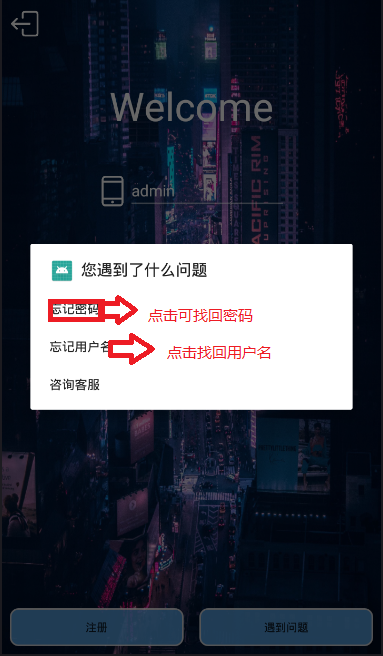 Welcome
admin
PACIFIC RIM
您遇到了什么问题
忘记密码
点击可找回密码
忘记用户名
点击找回用户名
咨询客服
注册
遇到问题